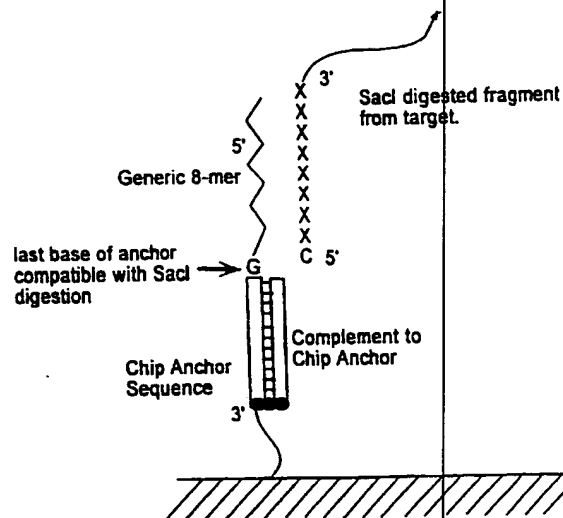 3'
SacI digested fragment
from target.
X
X
X
X
X
X
X
X
5'
Generic 8-mer
last base of anchor
compatible with SacI
digestion
G
C 5'
Chip Anchor
Sequence
Complement to
Chip Anchor
3'